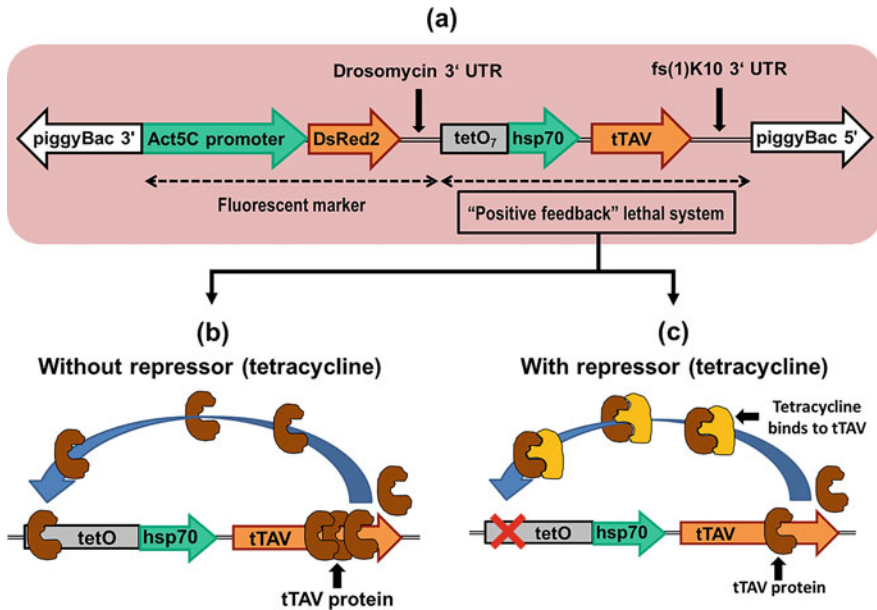 (a)
Drosomycin 3‘ UTR
fs(1)K10 3‘ UTR
piggyBac 3'
Act5C promoter
DsRed2
tetO₇
hsp70
tTAV
piggyBac 5'
Fluorescent marker
“Positive feedback” lethal system
(b)
Without repressor (tetracycline)
tetO
hsp70
tTAV
tTAV protein
(c)
With repressor (tetracycline)
Tetracycline
binds to tTAV
tetO
hsp70
tTAV
tTAV protein